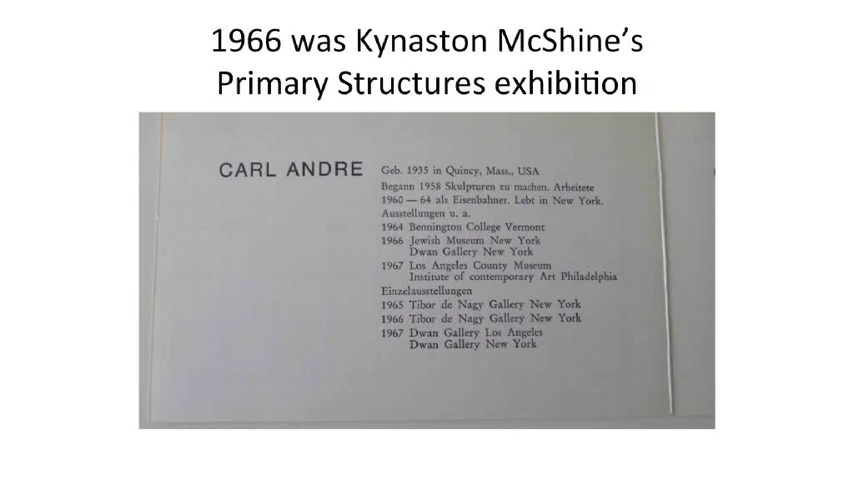 1966 was Kynaston McShine’s
Primary Structures exhibition
CARL ANDRE
Geb. 1935 in Quincy, Mass., USA
Begann 1958 Skulpturen zu machen. Arbeitete
1960 — 64 als Eisenbahner. Lebt in New York.
Ausstellungen u. a.
1964 Bennington College Vermont
1966 Jewish Museum New York
Dwan Gallery New York
1967 Los Angeles County Museum
Institute of contemporary Art Philadelphia
Einzelausstellungen
1965 Tibor de Nagy Gallery New York
1966 Tibor de Nagy Gallery New York
1967 Dwan Gallery Los Angeles
Dwan Gallery New York